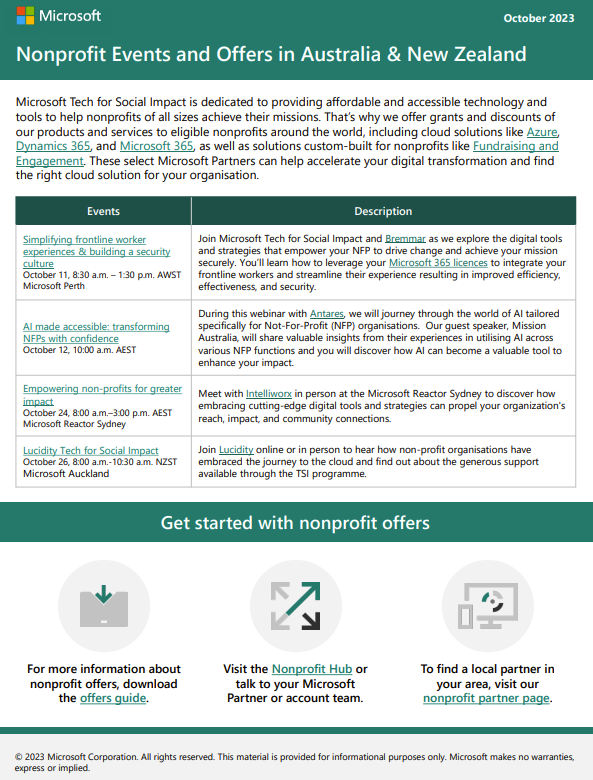 Microsoft
October 2023
Nonprofit Events and Offers in Australia & New Zealand
Microsoft Tech for Social Impact is dedicated to providing affordable and accessible technology and
tools to help nonprofits of all sizes achieve their missions. That's why we offer grants and discounts of
our products and services to eligible nonprofits around the world, including cloud solutions like Azure,
Dynamics 365, and Microsoft 365, as well as solutions custom-built for nonprofits like Fundraising and
Engagement. These select Microsoft Partners can help accelerate your digital transformation and find
the right cloud solution for your organisation.
Events
Description
Simplifying frontline worker
experiences & building a security
culture
October 11, 8:30 a.m. – 1:30 p.m. AWST
Microsoft Perth
Join Microsoft Tech for Social Impact and Bremmar as we explore the digital tools
and strategies that empower your NFP to drive change and achieve your mission
securely. You'll learn how to leverage your Microsoft 365 licences to integrate your
frontline workers and streamline their experience resulting in improved efficiency,
effectiveness, and security.
AI made accessible: transforming
NFPs with confidence
October 12, 10:00 a.m. AEST
During this webinar with Antares, we will journey through the world of AI tailored
specifically for Not-For-Profit (NFP) organisations. Our guest speaker, Mission
Australia, will share valuable insights from their experiences in utilising AI across
various NFP functions and you will discover how AI can become a valuable tool to
enhance your impact.
Empowering non-profits for greater
impact
October 24, 8:00 a.m.–3:00 p.m. AEST
Microsoft Reactor Sydney
Meet with Intelliworx in person at the Microsoft Reactor Sydney to discover how
embracing cutting-edge digital tools and strategies can propel your organization's
reach, impact, and community connections.
Lucidity Tech for Social Impact
October 26, 8:00 a.m.-10:30 a.m. NZST
Microsoft Auckland
Join Lucidity online or in person to hear how non-profit organisations have
embraced the journey to the cloud and find out about the generous support
available through the TSI programme.
Get started with nonprofit offers
For more information about
nonprofit offers, download
the offers guide.
Visit the Nonprofit Hub or
talk to your Microsoft
Partner or account team.
To find a local partner in
your area, visit our
nonprofit partner page.
© 2023 Microsoft Corporation. All rights reserved. This material is provided for informational purposes only. Microsoft makes no warranties,
express or implied.